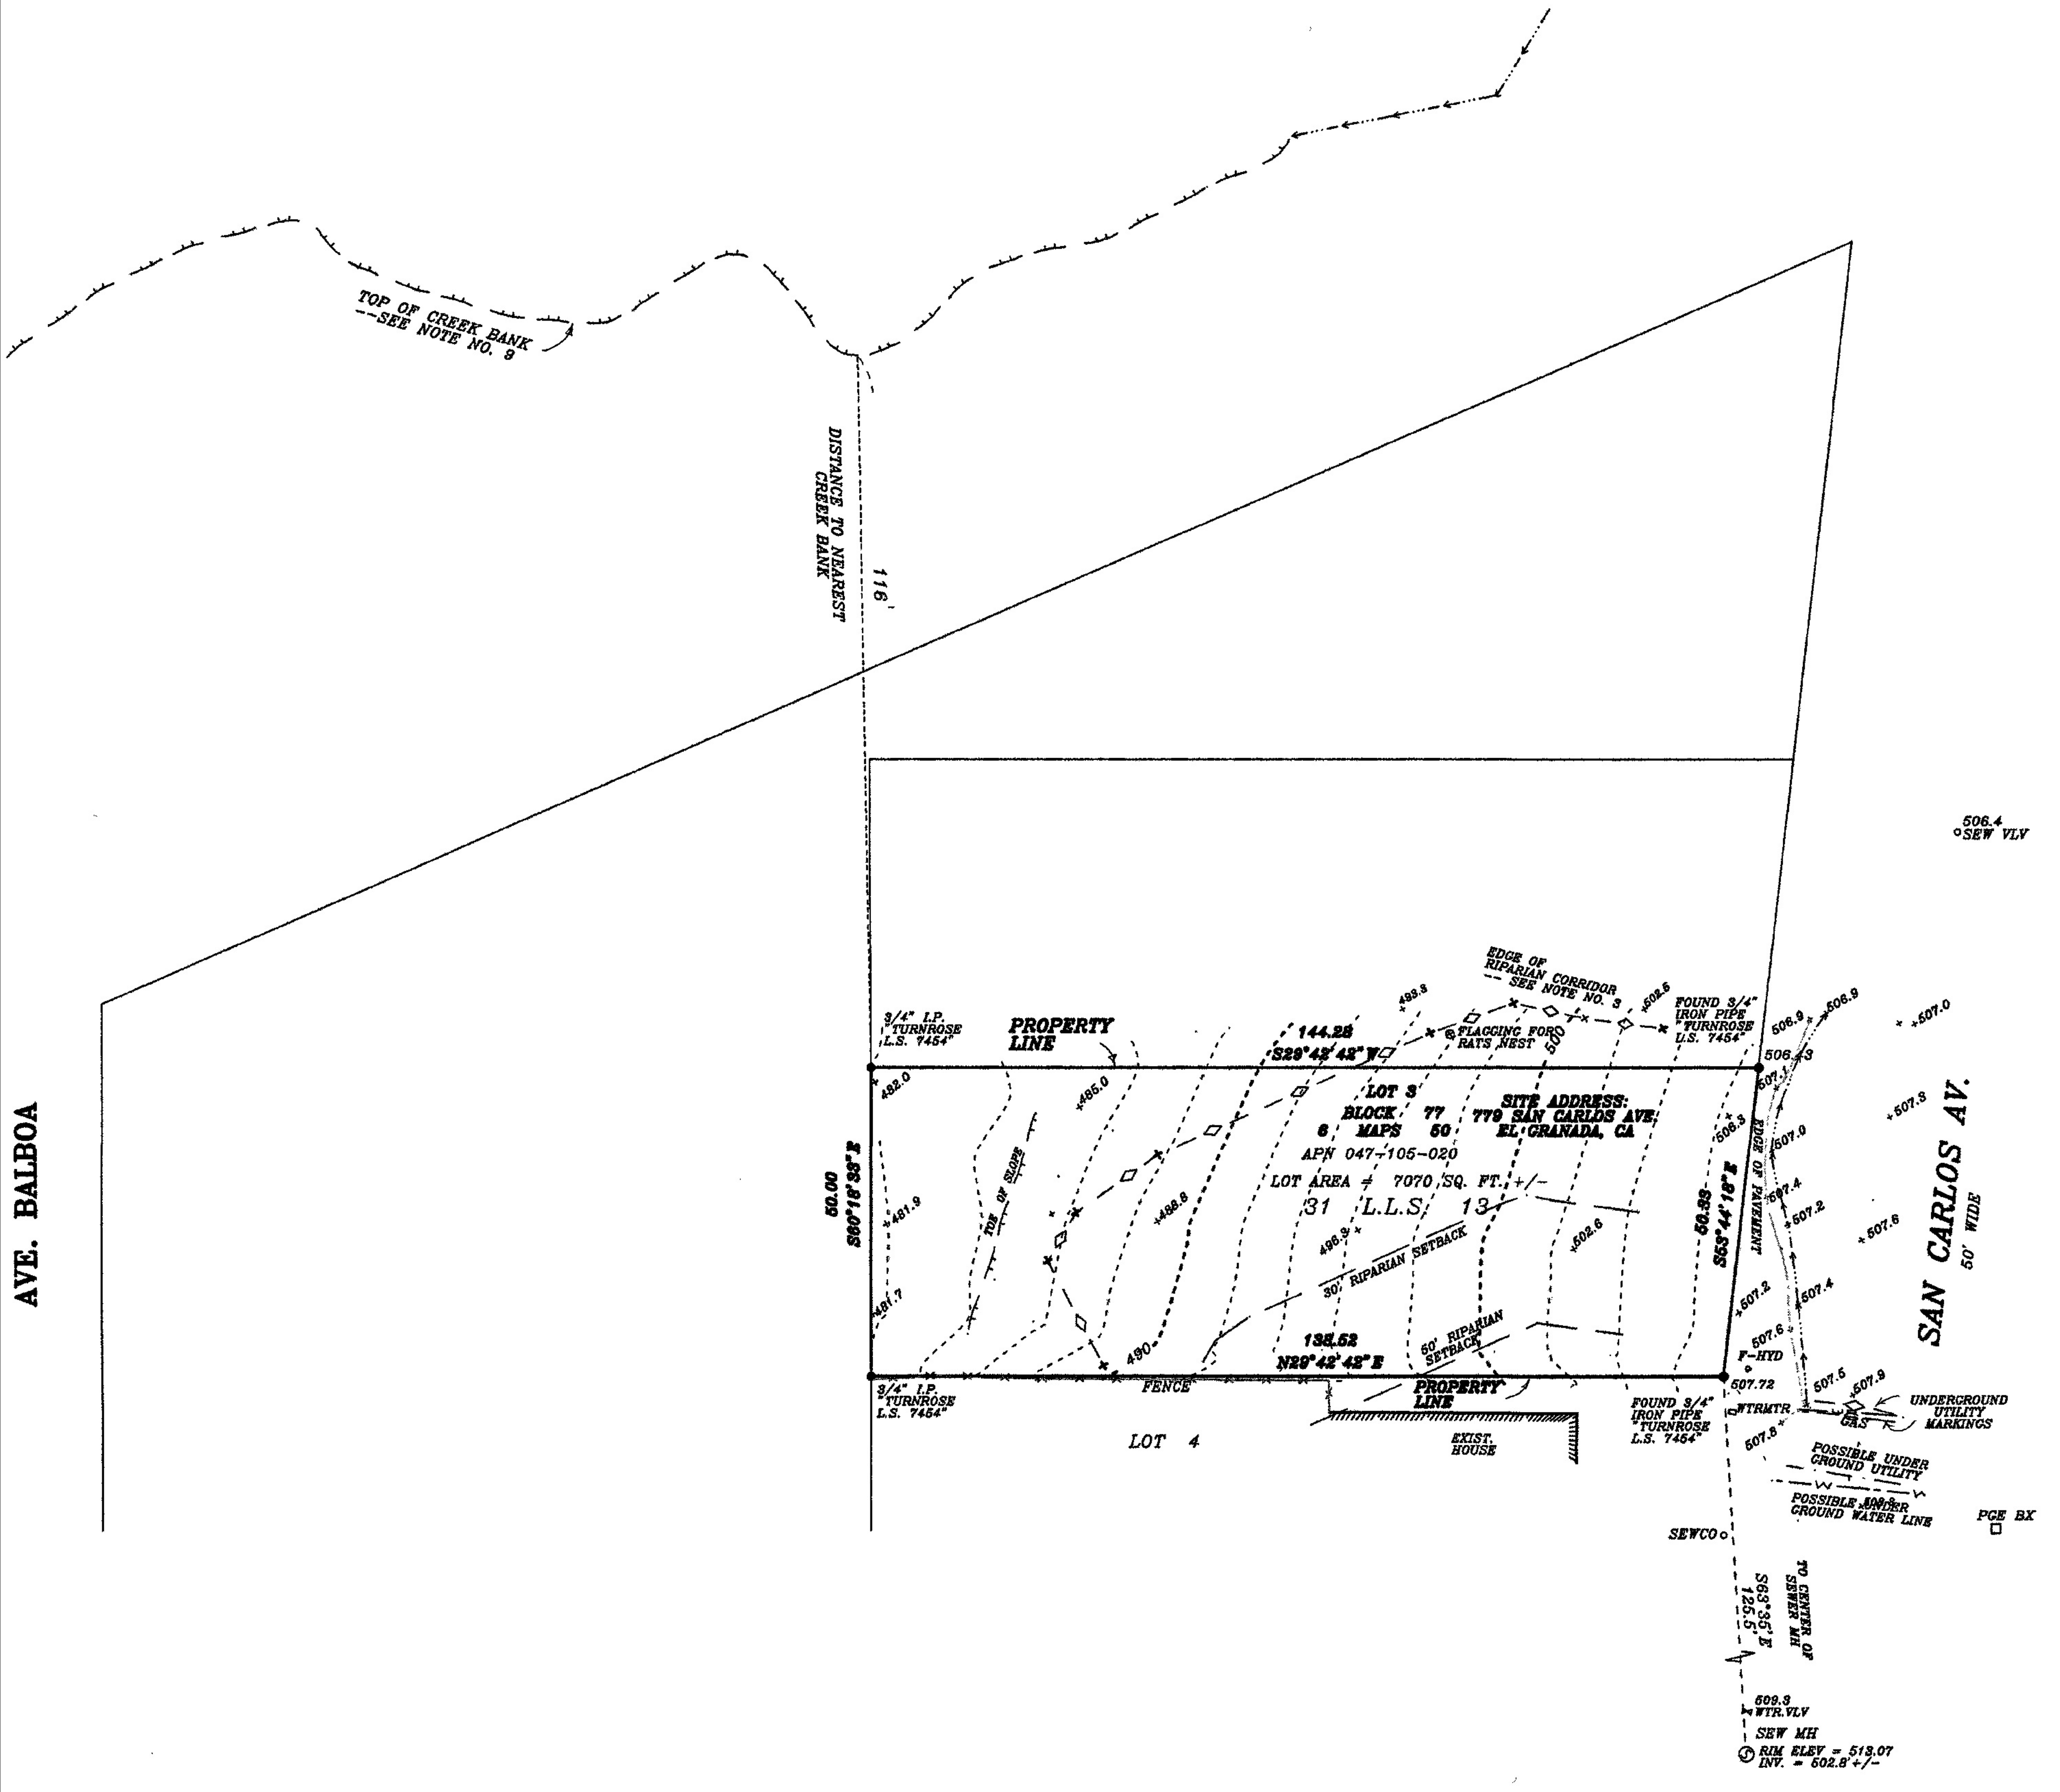 TOP OF CREEK BANK
--SEE NOTE NO. 9
DISTANCE TO NEAREST
CREEK BANK
116'
506.4
SEW VLV
AVE. BALBOA
EDGE OF
RIPARIAN CORRIDOR
-- SEE NOTE NO. 3
493.3
502.5
3/4" I.P.
"TURNROSE
L.S. 7454"
PROPERTY
LINE
144.28
S29°42'42" W
FLAGGING FOR
RATS NEST
500
FOUND 3/4"
IRON PIPE
"TURNROSE
L.S. 7454"
506.9
506.9
507.0
507.1
482.0
485.0
LOT 3
BLOCK 77
6 MAPS 50
SITE ADDRESS:
779 SAN CARLOS AVE.
EL GRANADA, CA
APN 047-105-020
LOT AREA = 7070 SQ. FT. +/-
31 L.L.S. 13
506.3
EDGE OF PAVEMENT
507.0
507.3
50.00
S60°18'33" E
TOE OF SLOPE
481.9
488.8
496.3
502.6
30' RIPARIAN SETBACK
50.93
S53°44'18" E
507.4
507.2
507.6
SAN CARLOS AV.
50' WIDE
481.7
490
138.52
N29°42'42" E
50' RIPARIAN
SETBACK
507.2
507.4
507.6
F-HYD
507.72
507.5
507.9
3/4" I.P.
"TURNROSE
L.S. 7454"
FENCE
PROPERTY
LINE
FOUND 3/4"
IRON PIPE
"TURNROSE
L.S. 7454"
WTRMTR
GAS
UNDERGROUND
UTILITY
MARKINGS
507.8
LOT 4
EXIST.
HOUSE
POSSIBLE UNDER
GROUND UTILITY
POSSIBLE UNDER
GROUND WATER LINE
PGE BX
SEWCO
TO CENTER OF
SEWER MH
S63°35' E
125.5'
509.3
WTR.VLV
SEW MH
RIM ELEV = 513.07
INV. = 502.8'+/-